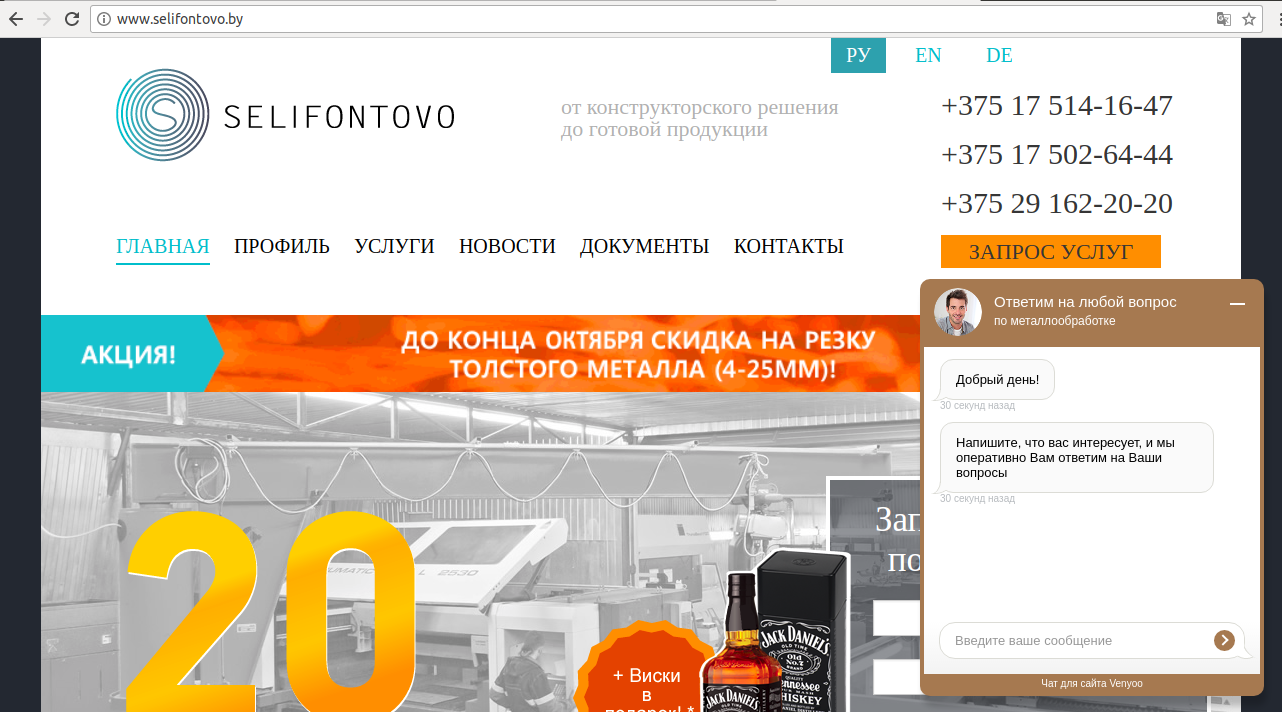 www.selifontovo.by
РУ EN DE
SELIFONTOVO
от конструкторского решения
до готовой продукции
+375 17 514-16-47
+375 17 502-64-44
+375 29 162-20-20
ГЛАВНАЯ ПРОФИЛЬ УСЛУГИ НОВОСТИ ДОКУМЕНТЫ КОНТАКТЫ
ЗАПРОС УСЛУГ
АКЦИЯ!
ДО КОНЦА ОКТЯБРЯ СКИДКА НА РЕЗКУ
ТОЛСТОГО МЕТАЛЛА (4-25ММ)!
20
2530
+ Виски
в
подарок! *
JACK DANIEL'S
OLD TIME
Old
No.7
BRAND
Tennessee
WHISKEY
JACK DANIEL'S
Ответим на любой вопрос
по металлообработке
Добрый день!
30 секунд назад
Напишите, что вас интересует, и мы
оперативно Вам ответим на Ваши
вопросы
30 секунд назад
Введите ваше сообщение
Чат для сайта Venyoo